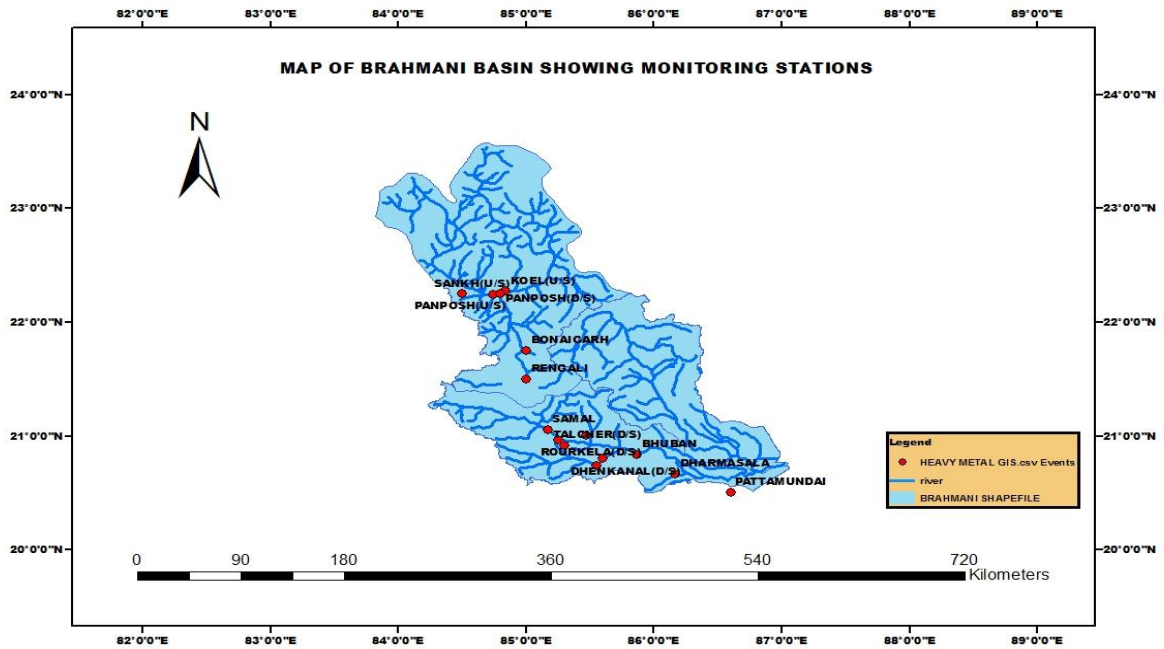 82°0'0"E 83°0'0"E 84°0'0"E 85°0'0"E 86°0'0"E 87°0'0"E 88°0'0"E 89°0'0"E
MAP OF BRAHMANI BASIN SHOWING MONITORING STATIONS
24°0'0"N 24°0'0"N
N
23°0'0"N 23°0'0"N
SANKH(U/S) KOEL(U/S)
PANPOSH(U/S) PANPOSH(D/S)
22°0'0"N 22°0'0"N
BONAIGARH
RENGALI
SAMAL
21°0'0"N TALCHER(D/S) 21°0'0"N
BHUBAN
ROURKELA(D/S)
DHENKANAL(D/S) DHARMASALA
PATTAMUNDAI
Legend
HEAVY METAL GIS.csv Events
river
BRAHMANI SHAPEFILE
20°0'0"N 20°0'0"N
0 90 180 360 540 720
Kilometers
82°0'0"E 83°0'0"E 84°0'0"E 85°0'0"E 86°0'0"E 87°0'0"E 88°0'0"E 89°0'0"E